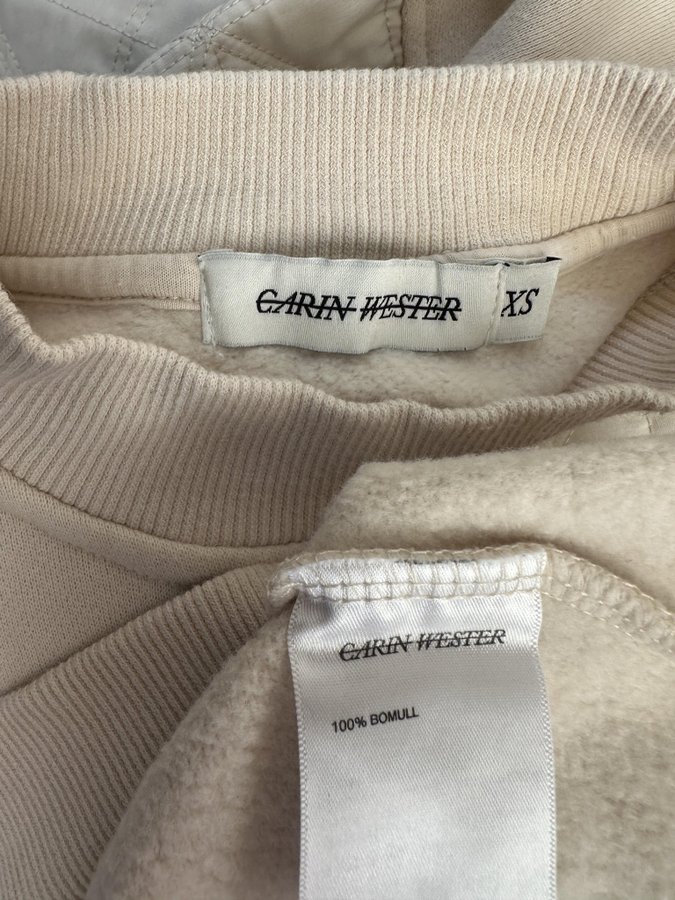 CARIN WESTER
XS
CARIN WESTER
100% BOMULL